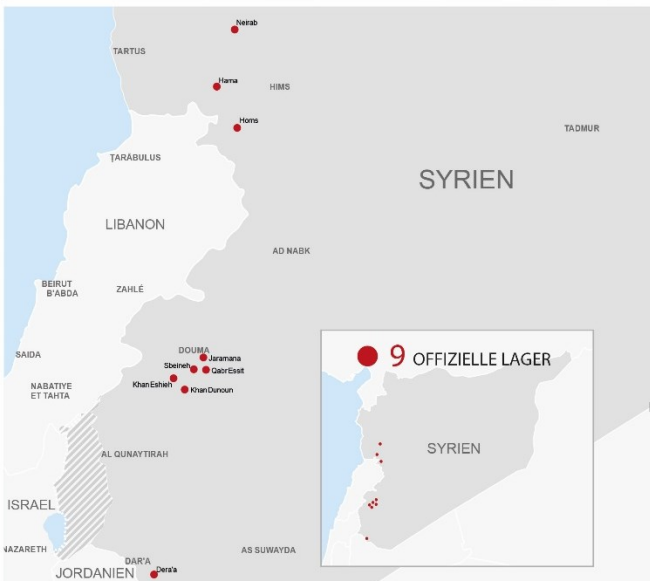 Neirab
TARTUS
Hama
HIMS
Homs
TADMUR
ṬARĀBULUS
SYRIEN
LIBANON
AD NABK
BEIRUT
B'ABDA
ZAHLÉ
DOUMA
Jaramana
SAIDA
Sbeineh
Qabr Essit
Khan Eshieh
Khan Dunoun
NABATIYE
ET TAHTA
9 OFFIZIELLE LAGER
SYRIEN
AL QUNAYTIRAH
ISRAEL
NAZARETH
DAR'A
AS SUWAYDA
JORDANIEN
Dera'a